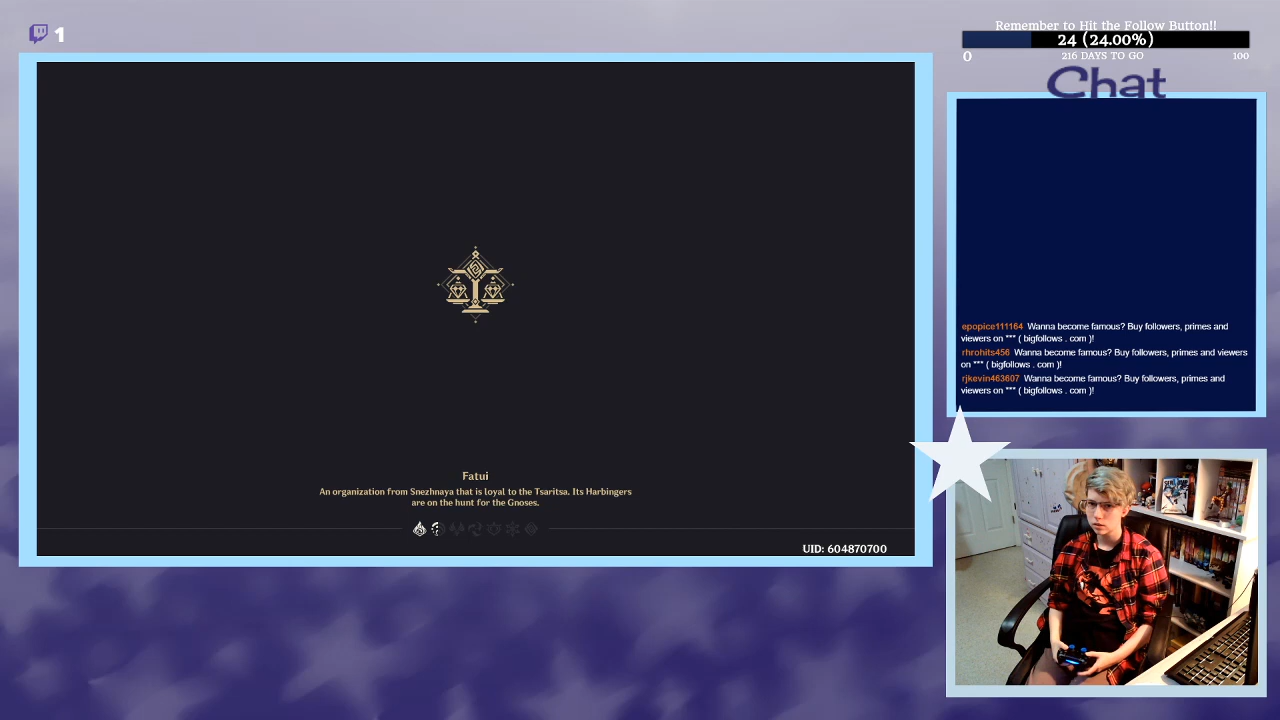 1
Remember to Hit the Follow Button!!
24 (24.00%)
0
216 DAYS TO GO
100
Chat
epopice111164 Wanna become famous? Buy followers, primes and
viewers on *** ( bigfollows . com )!
rhrohits456 Wanna become famous? Buy followers, primes and viewers
on *** ( bigfollows . com )!
rjkevin463607 Wanna become famous? Buy followers, primes and
viewers on *** ( bigfollows . com )!
Fatui
An organization from Snezhnaya that is loyal to the Tsaritsa. Its Harbingers
are on the hunt for the Gnoses.
UID: 604870700